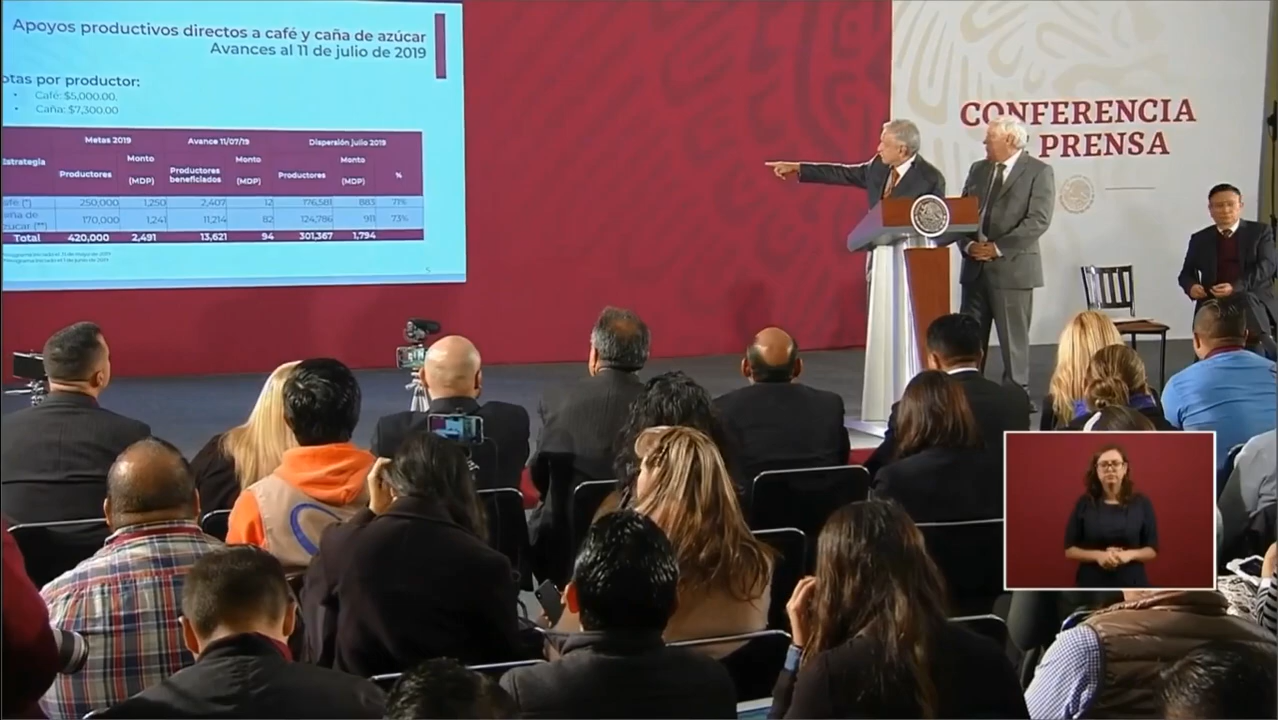 Apoyos productivos directos a café y caña de azúcar
Avances al 11 de julio de 2019
otas por productor:
• Café: $5,000.00.
• Caña: $7,300.00
Metas 2019 Avance 11/07/19 Dispersión julio 2019
Estrategia Productores Monto (MDP) Productores beneficiados Monto (MDP) Productores Monto (MDP) %
afé (*) 250,000 1,250 2,407 12 176,581 883 71%
aña de
zúcar (**) 170,000 1,241 11,214 82 124,786 911 73%
Total 420,000 2,491 13,621 94 301,367 1,794
5
CONFERENCIA
PRENSA